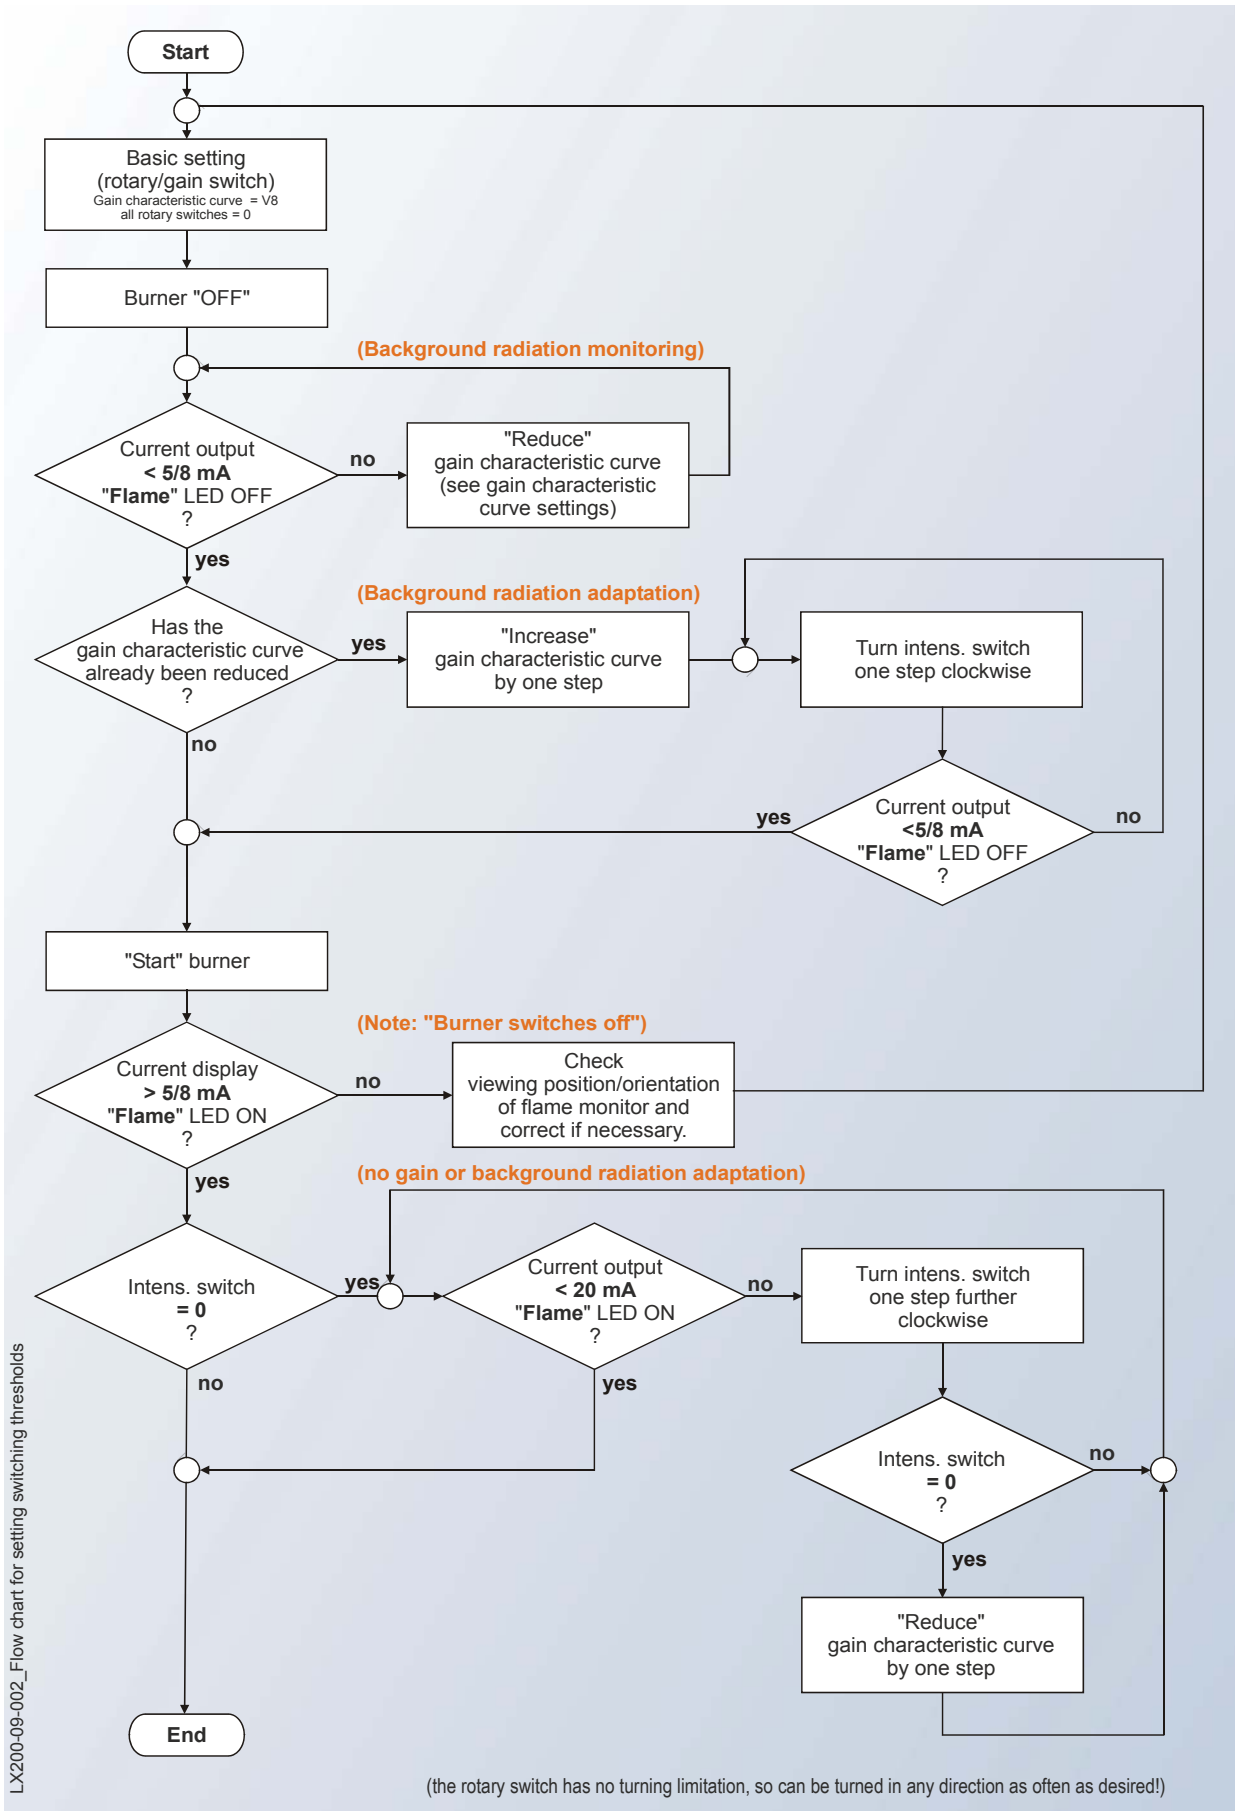 Start
Basic setting
(rotary/gain switch)
Gain characteristic curve = V8
all rotary switches = 0
Burner "OFF"
(Background radiation monitoring)
Current output
< 5/8 mA
"Flame" LED OFF
?
no
"Reduce"
gain characteristic curve
(see gain characteristic
curve settings)
yes
(Background radiation adaptation)
Has the
gain characteristic curve
already been reduced
?
yes
"Increase"
gain characteristic curve
by one step
Turn intens. switch
one step clockwise
no
Current output
<5/8 mA
"Flame" LED OFF
?
yes
no
"Start" burner
(Note: "Burner switches off")
Current display
> 5/8 mA
"Flame" LED ON
?
no
Check
viewing position/orientation
of flame monitor and
correct if necessary.
yes
(no gain or background radiation adaptation)
Intens. switch
= 0
?
yes
Current output
< 20 mA
"Flame" LED ON
?
no
Turn intens. switch
one step further
clockwise
no
yes
Intens. switch
= 0
?
no
yes
"Reduce"
gain characteristic curve
by one step
End
(the rotary switch has no turning limitation, so can be turned in any direction as often as desired!)
LX200-09-002_Flow chart for setting switching thresholds